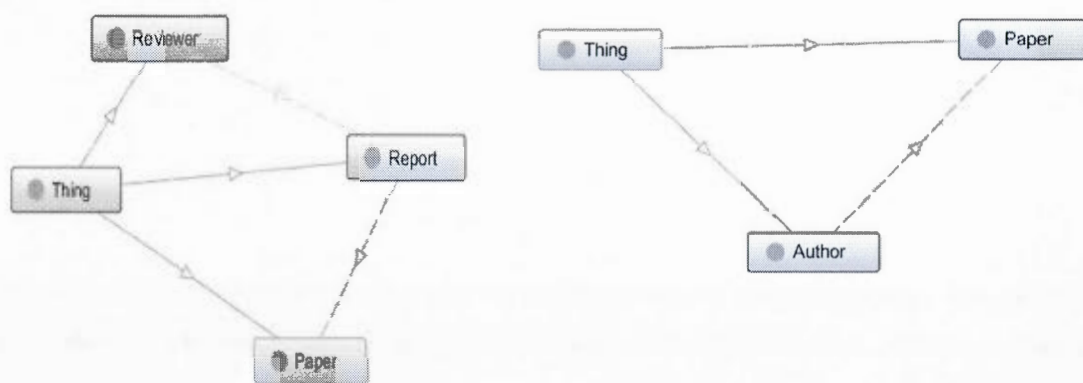 Reviewer
Report
Thing
Paper
Thing
Paper
Author